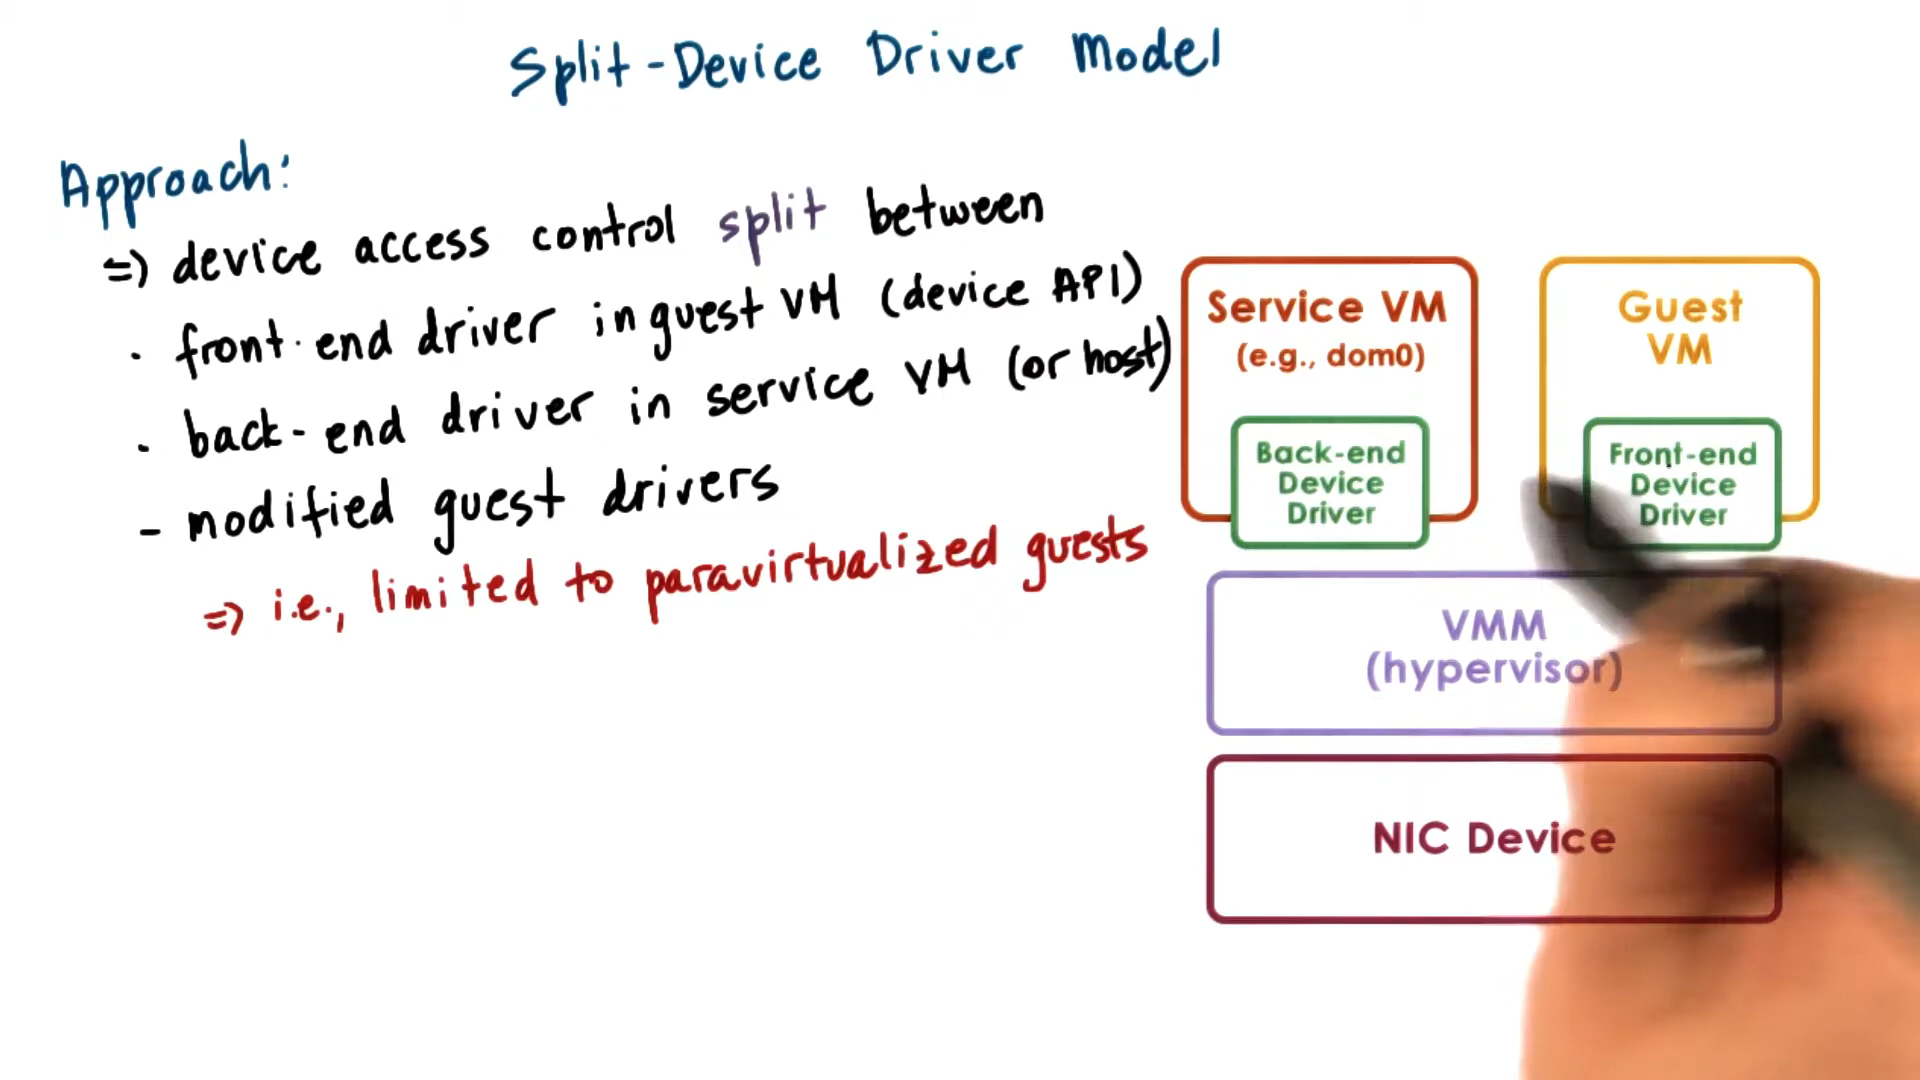 Split-Device Driver Model
Approach:
=> device access control split between
· front-end driver in guest VM (device API)
· back-end driver in service VM (or host)
- modified guest drivers
=> i.e., limited to paravirtualized guests
Service VM
(e.g., dom0)
Back-end
Device
Driver
Guest
VM
Front-end
Device
Driver
VMM
(hypervisor)
NIC Device